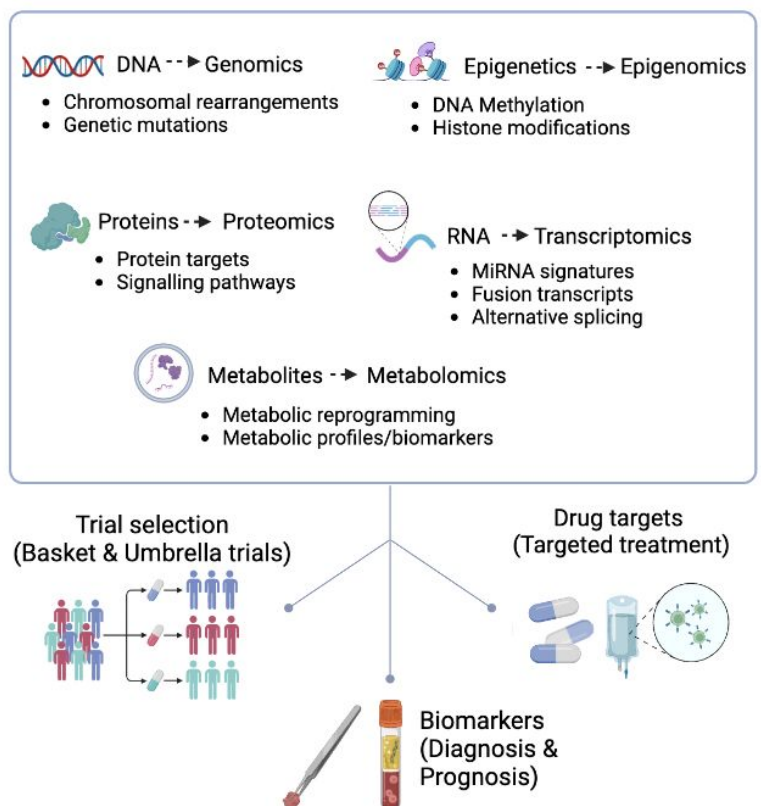 DNA --➔ Genomics
• Chromosomal rearrangements
• Genetic mutations
Epigenetics --➔ Epigenomics
• DNA Methylation
• Histone modifications
Proteins --➔ Proteomics
• Protein targets
• Signalling pathways
RNA --➔ Transcriptomics
• MiRNA signatures
• Fusion transcripts
• Alternative splicing
Metabolites --➔ Metabolomics
• Metabolic reprogramming
• Metabolic profiles/biomarkers
Trial selection
(Basket & Umbrella trials)
Drug targets
(Targeted treatment)
Biomarkers
(Diagnosis &
Prognosis)